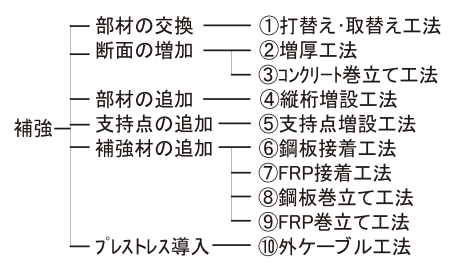 部材の交換 ①打替え・取替え工法
断面の増加 ②増厚工法
③コンクリート巻立て工法
部材の追加 ④縦桁増設工法
補強 支持点の追加 ⑤支持点増設工法
補強材の追加 ⑥鋼板接着工法
⑦FRP接着工法
⑧鋼板巻立て工法
⑨FRP巻立て工法
プレストレス導入 ⑩外ケーブル工法